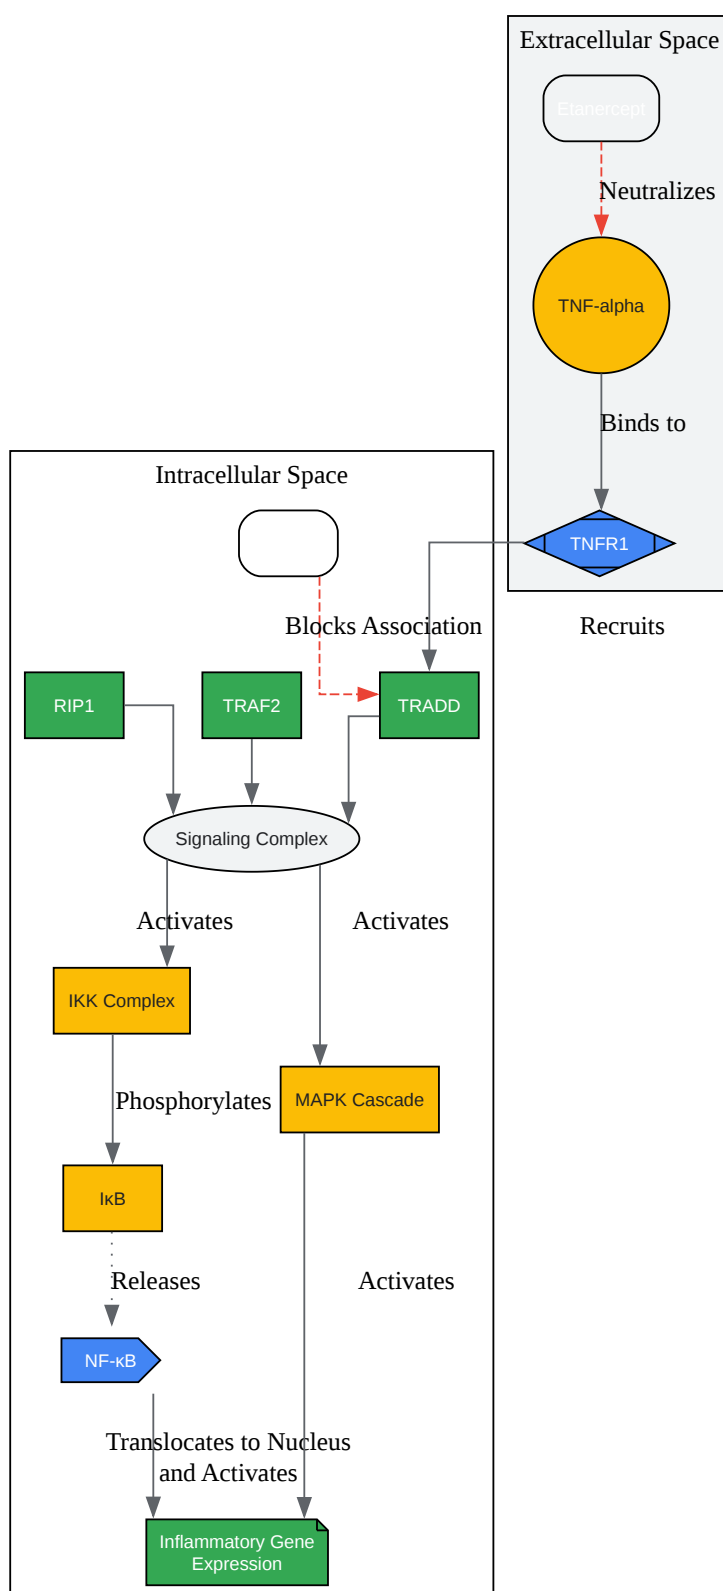 Extracellular Space
Etanercept
Neutralizes
TNF-alpha
Binds to
Intracellular Space
TNFR1
Blocks Association
Recruits
RIP1
TRAF2
TRADD
Signaling Complex
Activates
Activates
IKK Complex
Phosphorylates
MAPK Cascade
IκB
Releases
Activates
NF-κB
Translocates to Nucleus
and Activates
Inflammatory Gene
Expression